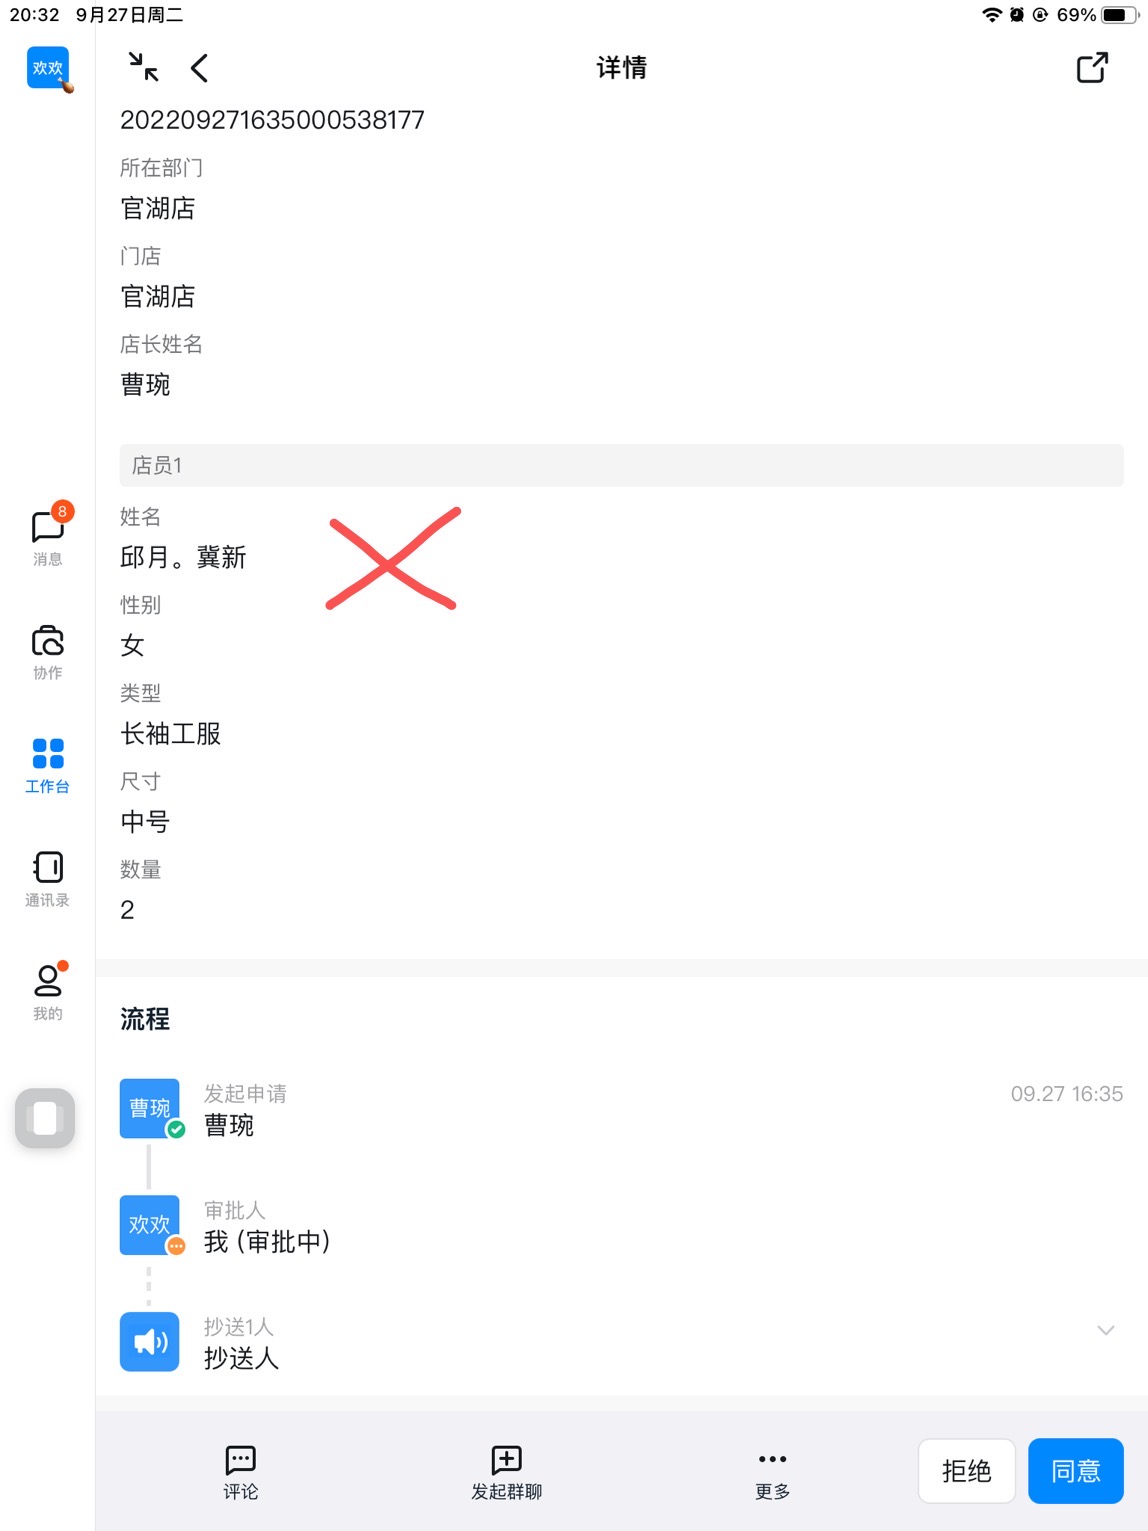 20:32 9月27日周二
69%
欢欢
详情
202209271635000538177
所在部门
官湖店
门店
官湖店
店长姓名
曹琬
店员1
姓名
邱月。冀新
性别
女
类型
长袖工服
尺寸
中号
数量
2
8
消息
协作
工作台
通讯录
我的
流程
曹琬
发起申请
09.27 16:35
曹琬
欢欢
审批人
我 (审批中)
抄送1人
抄送人
评论
发起群聊
更多
拒绝
同意